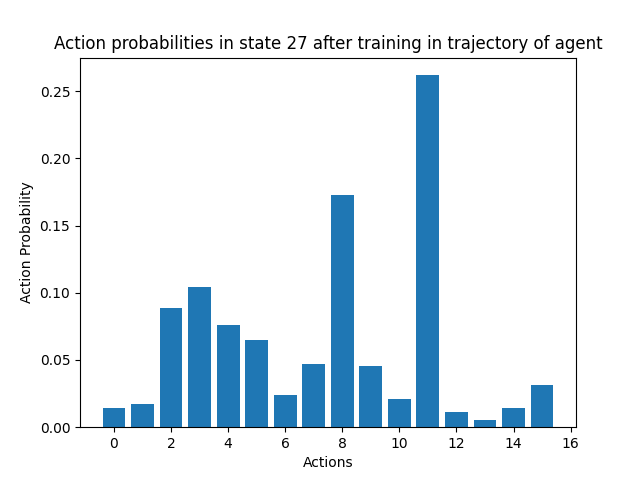 Action probabilities in state 27 after training in trajectory of agent
0.25
0.20
0.15
0.10
0.05
0.00
Action Probability
0 2 4 6 8 10 12 14 16
Actions